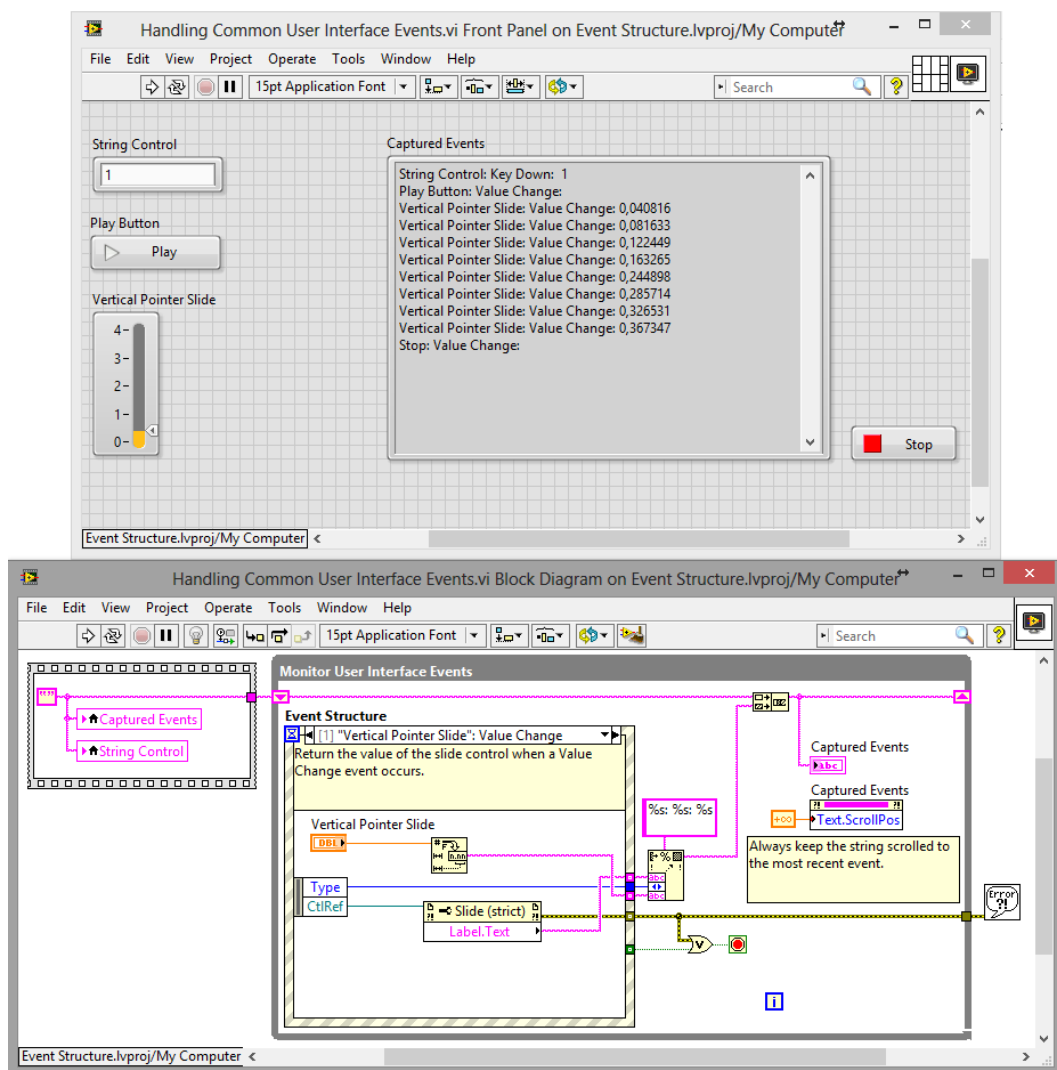 Handling Common User Interface Events.vi Front Panel on Event Structure.lvproj/My Computer
File Edit View Project Operate Tools Window Help
15pt Application Font
Search
String Control
1
Play Button
Play
Vertical Pointer Slide
4
3
2
1
0
Captured Events
String Control: Key Down: 1
Play Button: Value Change:
Vertical Pointer Slide: Value Change: 0,040816
Vertical Pointer Slide: Value Change: 0,081633
Vertical Pointer Slide: Value Change: 0,122449
Vertical Pointer Slide: Value Change: 0,163265
Vertical Pointer Slide: Value Change: 0,244898
Vertical Pointer Slide: Value Change: 0,285714
Vertical Pointer Slide: Value Change: 0,326531
Vertical Pointer Slide: Value Change: 0,367347
Stop: Value Change:
Stop
Event Structure.lvproj/My Computer
Handling Common User Interface Events.vi Block Diagram on Event Structure.lvproj/My Computer
File Edit View Project Operate Tools Window Help
15pt Application Font
Search
Captured Events
String Control
Monitor User Interface Events
Event Structure
[1] "Vertical Pointer Slide": Value Change
Return the value of the slide control when a Value
Change event occurs.
Vertical Pointer Slide
DBL
n.nn
Type
CtlRef
Slide (strict)
Label.Text
%s: %s: %s
abc
abc
Captured Events
abc
Captured Events
+∞
Text.ScrollPos
Always keep the string scrolled to
the most recent event.
Error
?!
i
Event Structure.lvproj/My Computer